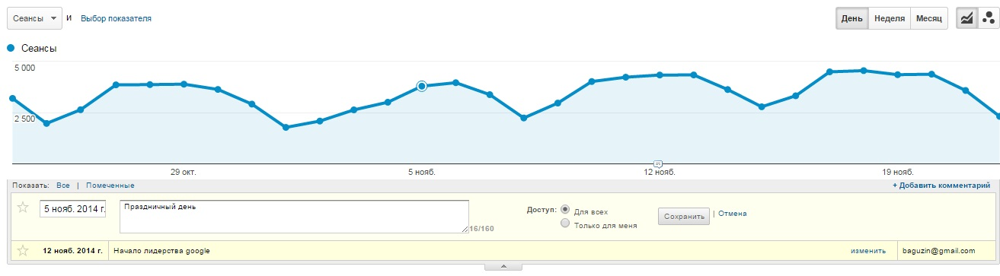 Сеансы и Выбор показателя День Неделя Месяц
Сеансы
5 000
2 500
29 окт. 5 нояб. 12 нояб. 19 нояб.
Показать: Все | Помеченные + Добавить комментарий
5 нояб. 2014 г. Праздничный день Доступ: Для всех Сохранить | Отмена
16/160 Только для меня
12 нояб. 2014 г. Начало лидерства google изменить baguzin@gmail.com